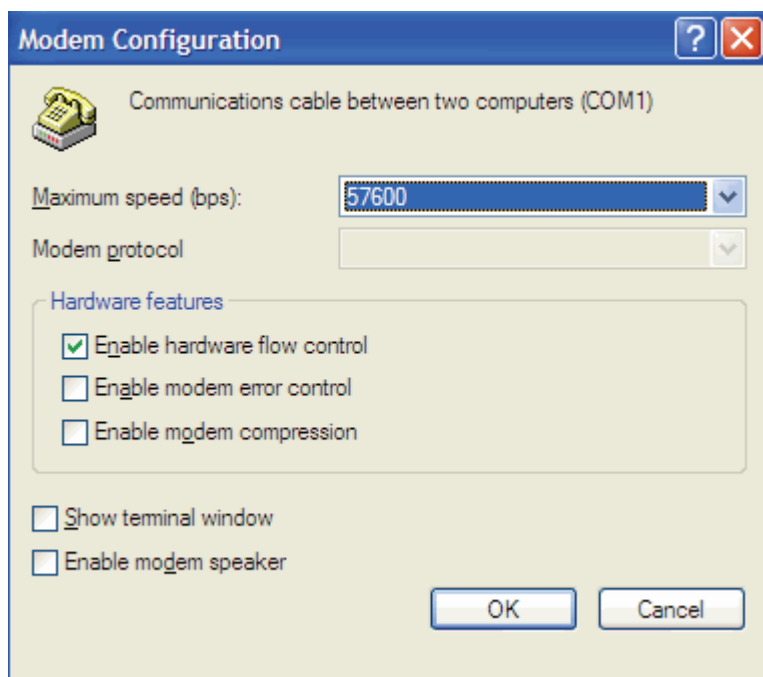 Modem Configuration
Communications cable between two computers (COM1)
Maximum speed (bps): 57600
Modem protocol
Hardware features
Enable hardware flow control
Enable modem error control
Enable modem compression
Show terminal window
Enable modem speaker
OK Cancel